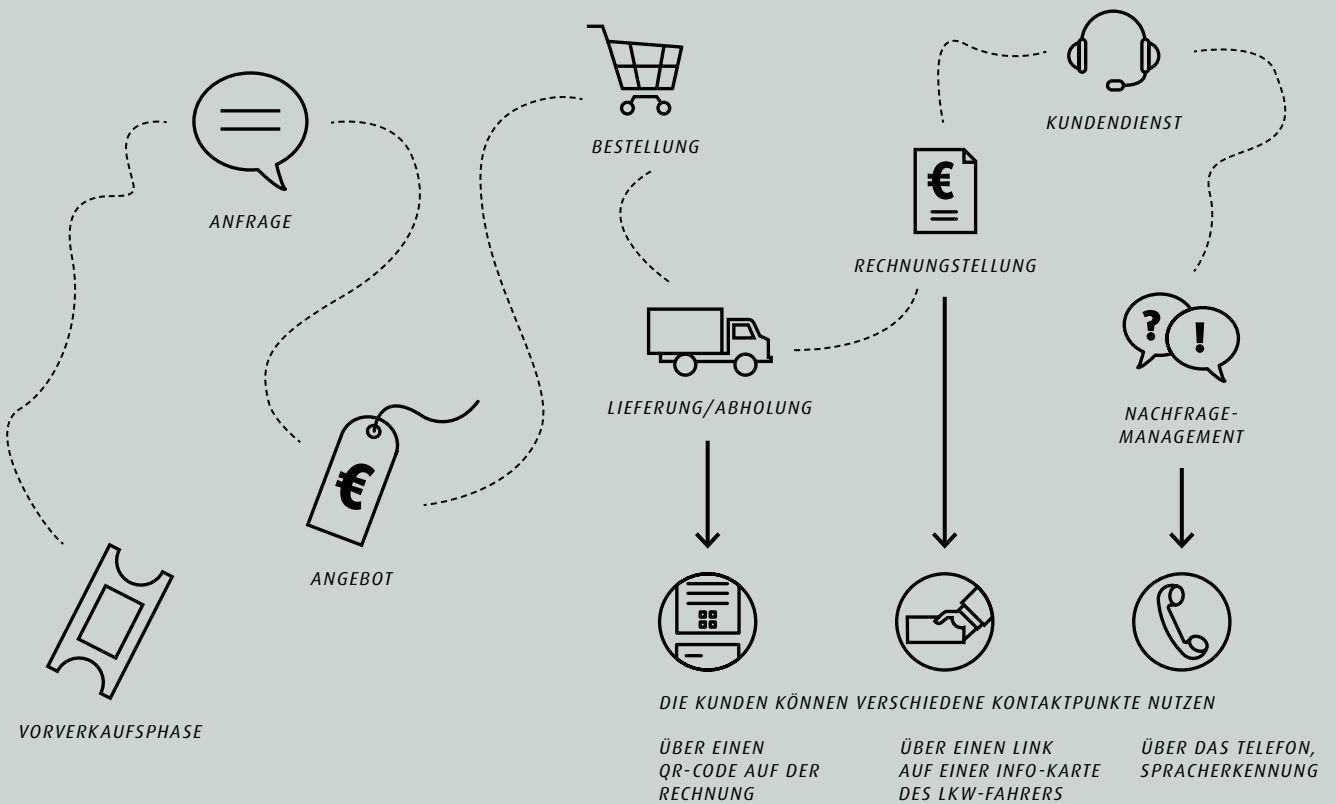 VORVERKAUFSPHASE
ANFRAGE
€
ANGEBOT
BESTELLUNG
LIEFERUNG/ABHOLUNG
€
RECHNUNGSTELLUNG
KUNDENDIENST
? !
NACHFRAGE-
MANAGEMENT
DIE KUNDEN KÖNNEN VERSCHIEDENE KONTAKTPUNKTE NUTZEN
ÜBER EINEN
QR-CODE AUF DER
RECHNUNG
ÜBER EINEN LINK
AUF EINER INFO-KARTE
DES LKW-FAHRERS
ÜBER DAS TELEFON,
SPRACHERKENNUNG